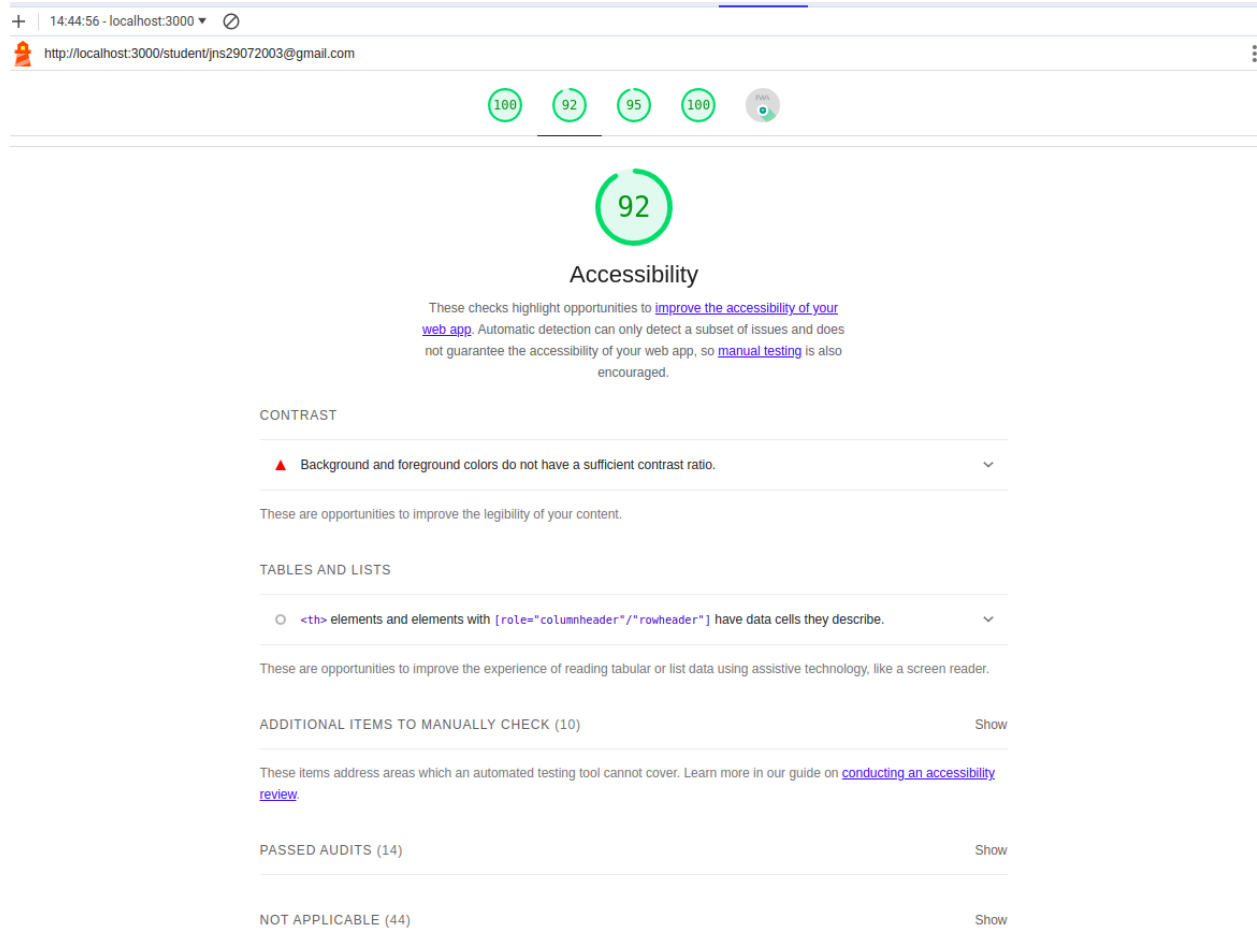 14:44:56 - localhost:3000
http://localhost:3000/student/jns29072003@gmail.com
100 92 95 100 PWA
92
Accessibility
These checks highlight opportunities to improve the accessibility of your
web app. Automatic detection can only detect a subset of issues and does
not guarantee the accessibility of your web app, so manual testing is also
encouraged.
CONTRAST
Background and foreground colors do not have a sufficient contrast ratio.
These are opportunities to improve the legibility of your content.
TABLES AND LISTS
<th> elements and elements with [role="columnheader"/"rowheader"] have data cells they describe.
These are opportunities to improve the experience of reading tabular or list data using assistive technology, like a screen reader.
ADDITIONAL ITEMS TO MANUALLY CHECK (10) Show
These items address areas which an automated testing tool cannot cover. Learn more in our guide on conducting an accessibility
review.
PASSED AUDITS (14) Show
NOT APPLICABLE (44) Show